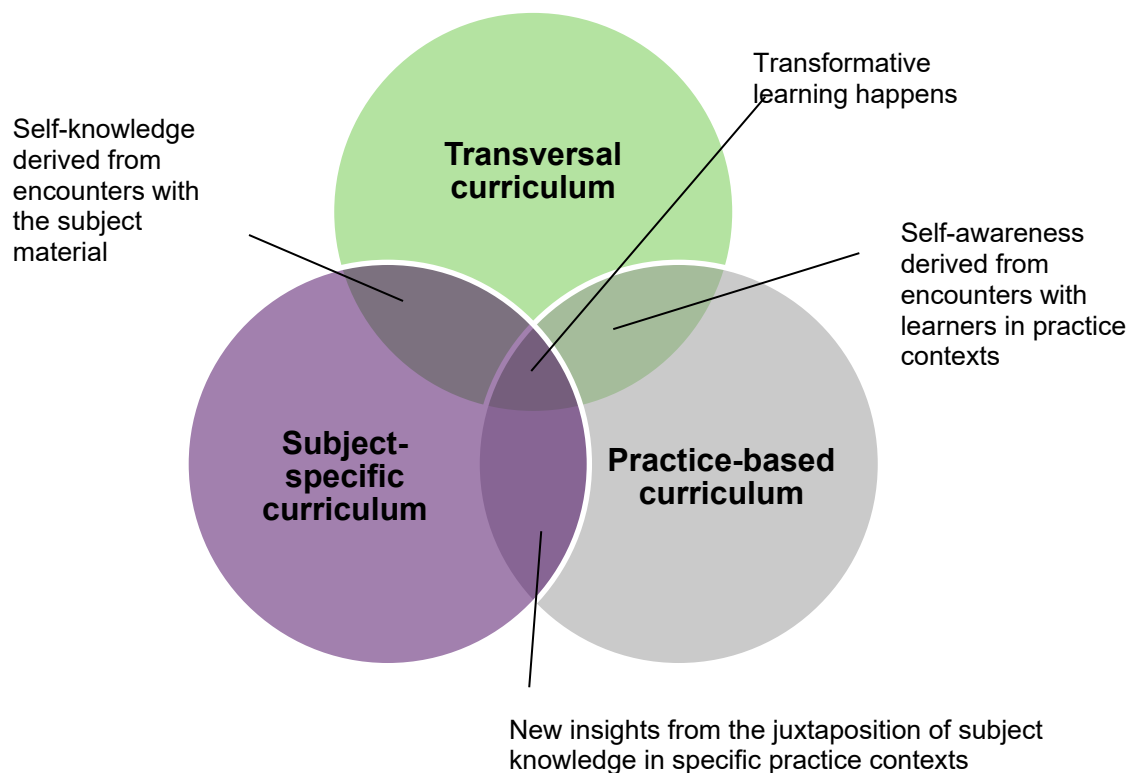 Transformative
learning happens
Self-knowledge
derived from
encounters with
the subject
material
Transversal
curriculum
Self-awareness
derived from
encounters with
learners in practice
contexts
Subject-
specific
curriculum
Practice-based
curriculum
New insights from the juxtaposition of subject
knowledge in specific practice contexts